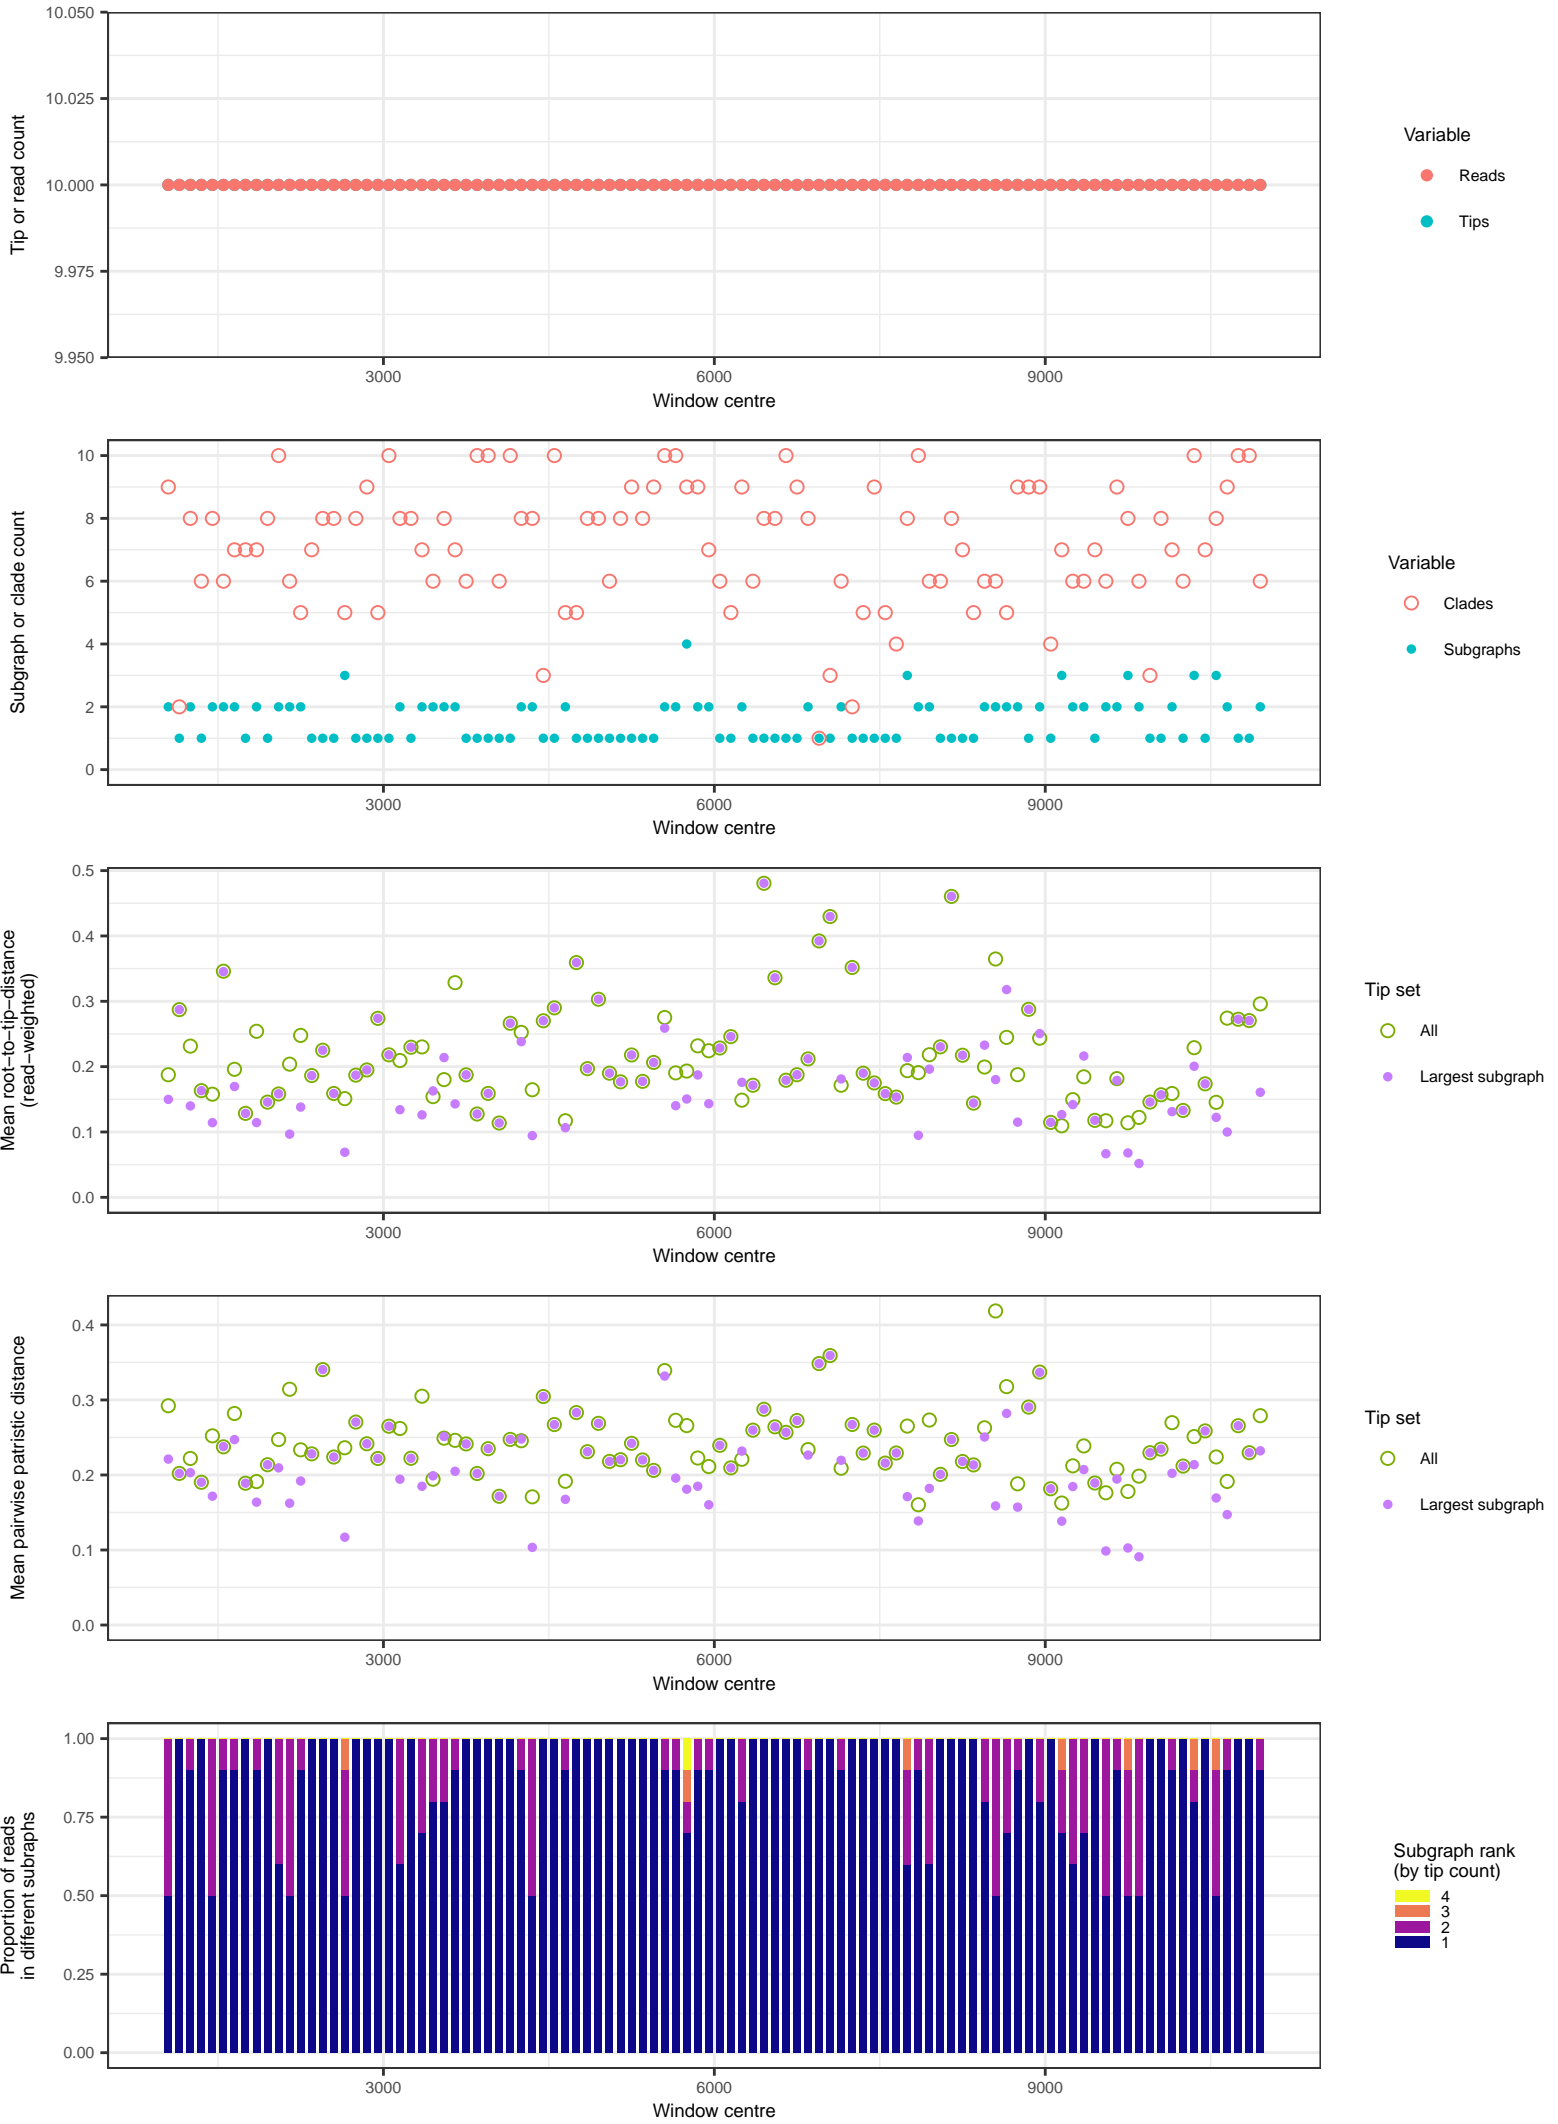 10.050
10.025
10.000
9.975
9.950
Tip or read count
3000
6000
9000
Window centre
Variable
Reads
Tips
10
8
6
4
2
0
Subgraph or clade count
3000
6000
9000
Window centre
Variable
Clades
Subgraphs
0.5
0.4
0.3
0.2
0.1
0.0
Mean root−to−tip−distance
(read−weighted)
3000
6000
9000
Window centre
Tip set
All
Largest subgraph
0.4
0.3
0.2
0.1
0.0
Mean pairwise patristic distance
3000
6000
9000
Window centre
Tip set
All
Largest subgraph
1.00
0.75
0.50
0.25
0.00
Proportion of reads
in different subraphs
3000
6000
9000
Window centre
Subgraph rank
(by tip count)
4
3
2
1